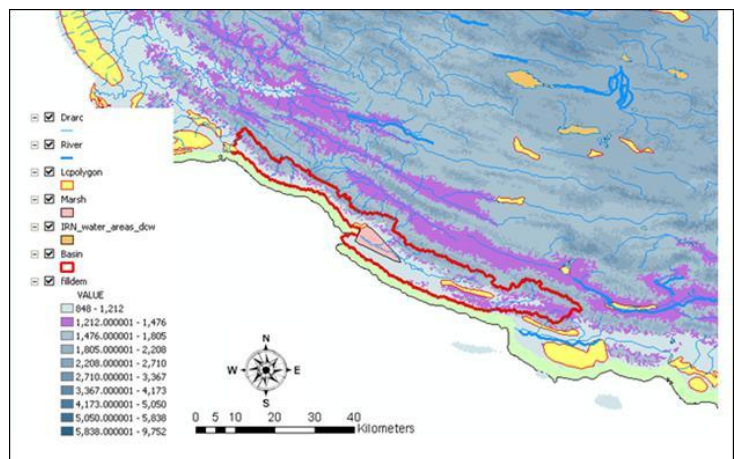 Drarc
River
Lcpolygon
Marsh
IRN_water_areas_dcw
Basin
filldem
VALUE
848 - 1,212
1,212.000001 - 1,476
1,476.000001 - 1,805
1,805.000001 - 2,208
2,208.000001 - 2,710
2,710.000001 - 3,367
3,367.000001 - 4,173
4,173.000001 - 5,050
5,050.000001 - 5,838
5,838.000001 - 9,752
N
W E
S
0 5 10 20 30 40
Kilometers